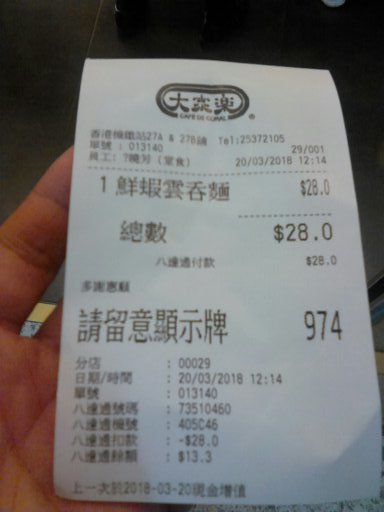 大家樂
CAFE DE CORAL
®
香港機鐵站27A & 27B舖 Tel:25372105
單號 : 013140 29/001
員工: ?曉芳 (堂食) 20/03/2018 12:14
1 鮮蝦雲吞麵 $28.0
總數 $28.0
八達通付款 $28.0
多謝惠顧
請留意顯示牌 974
分店 : 00029
日期/時間 : 20/03/2018 12:14
單號 : 013140
八達通號碼 : 73510460
八達通機號 : 405C46
八達通扣款 : -$28.0
八達通餘額 : $13.3
上一次於2018-03-20現金增值